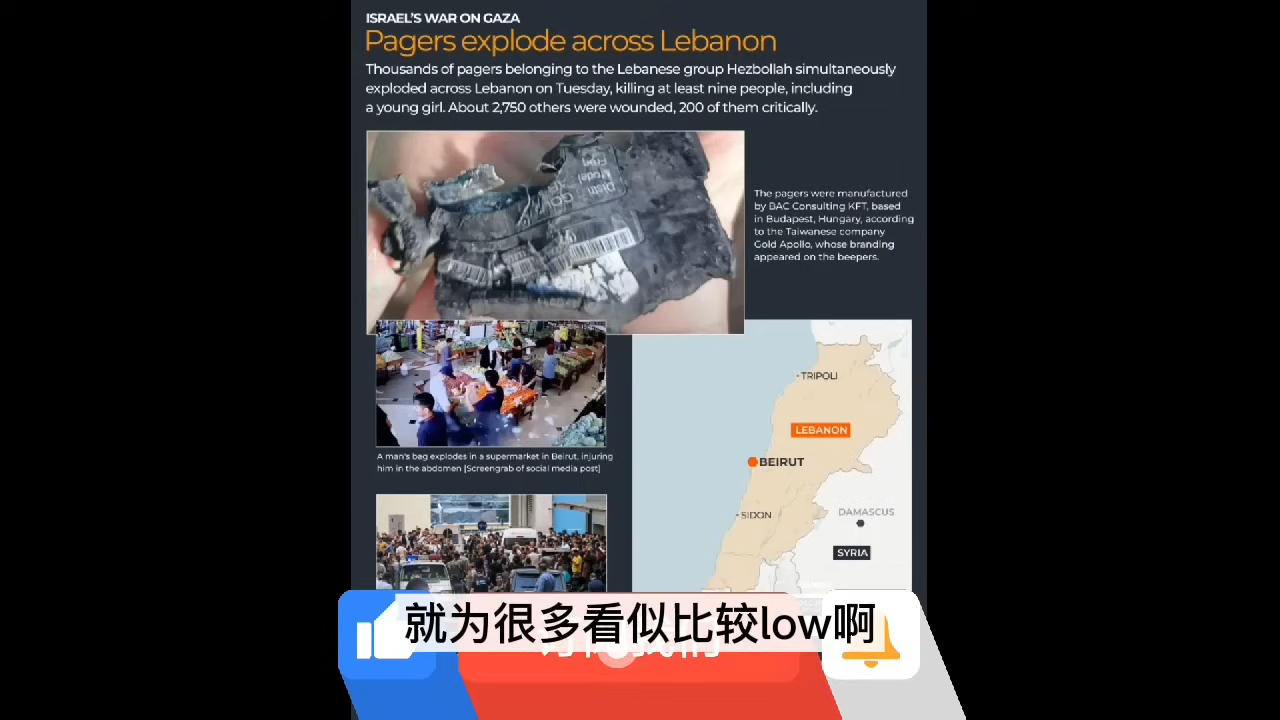 ISRAEL'S WAR ON GAZA
Pagers explode across Lebanon
Thousands of pagers belonging to the Lebanese group Hezbollah simultaneously
exploded across Lebanon on Tuesday, killing at least nine people, including
a young girl. About 2,750 others were wounded, 200 of them critically.
The pagers were manufactured
by BAC Consulting KFT, based
in Budapest, Hungary, according
to the Taiwanese company
Gold Apollo, whose branding
appeared on the beepers.
A man's bag explodes in a supermarket in Beirut, injuring
him in the abdomen [Screengrab of social media post]
TRIPOLI
LEBANON
BEIRUT
SIDON
DAMASCUS
SYRIA
就为很多看似比较low啊